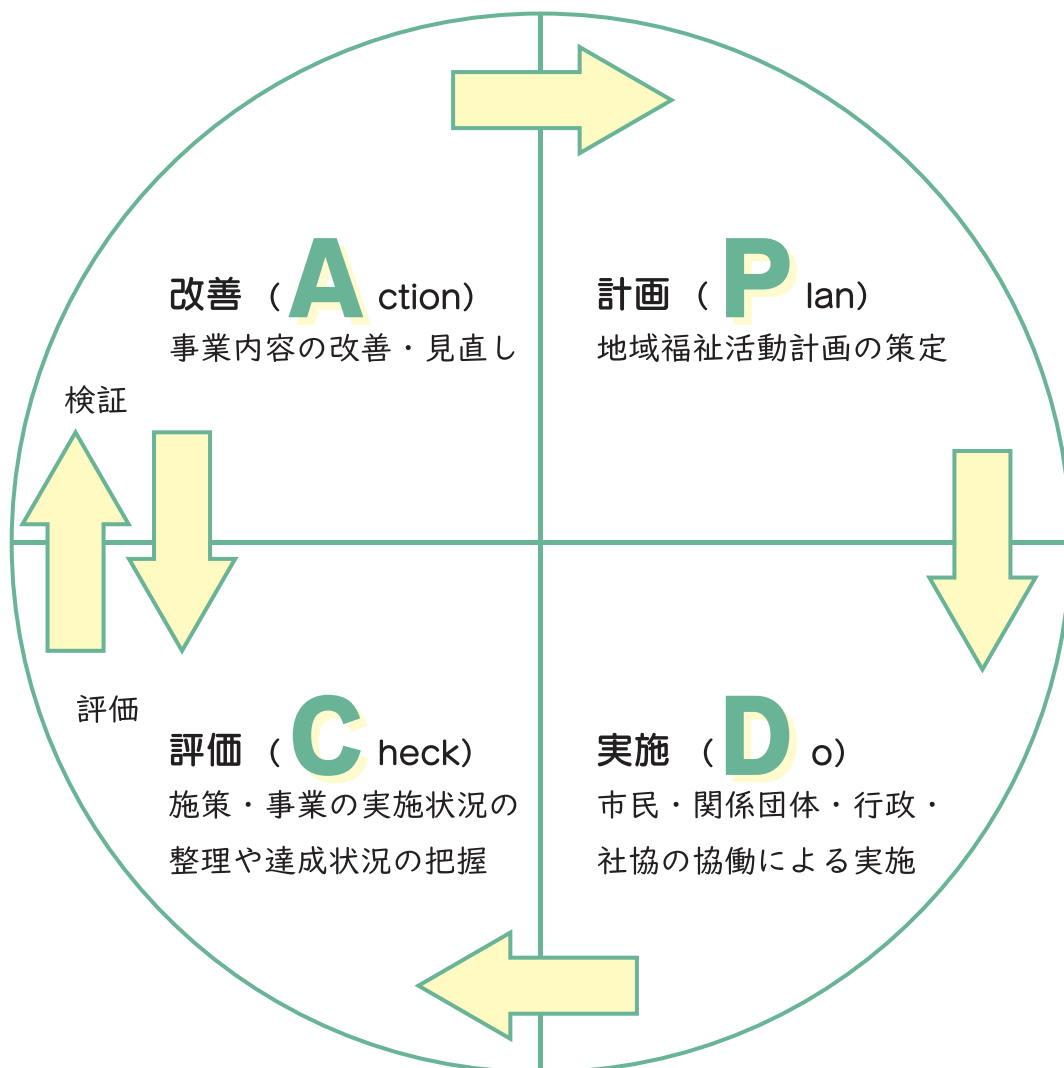 改善（Action）
事業内容の改善・見直し
計画（Plan）
地域福祉活動計画の策定
検証
評価
評価（Check）
施策・事業の実施状況の
整理や達成状況の把握
実施（Do）
市民・関係団体・行政・
社協の協働による実施